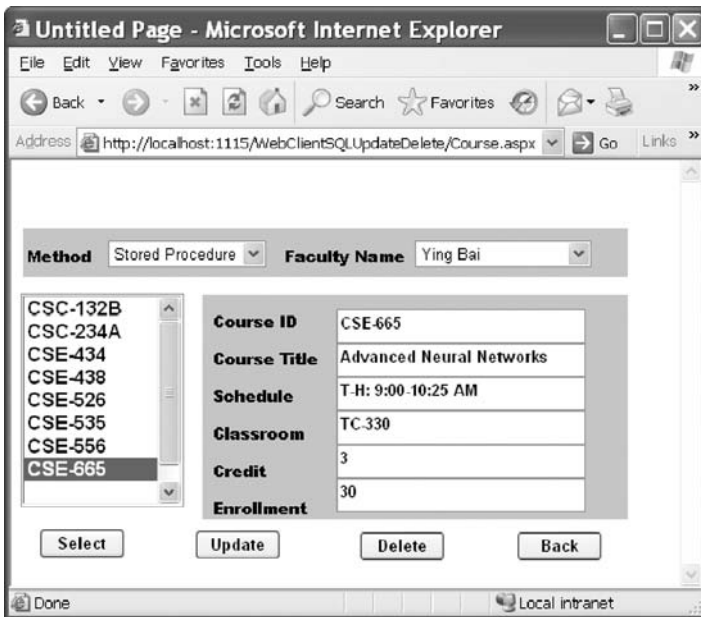 Untitled Page - Microsoft Internet Explorer
File Edit View Favorites Tools Help
Back Search Favorites »
Address http://localhost:1115/WebClientSQLUpdateDelete/Course.aspx Go Links »
Method Stored Procedure Faculty Name Ying Bai
CSC-132B
CSC-234A
CSE-434
CSE-438
CSE-526
CSE-535
CSE-556
CSE-665
Course ID CSE-665
Course Title Advanced Neural Networks
Schedule T-H: 9:00-10:25 AM
Classroom TC-330
Credit 3
Enrollment 30
Select Update Delete Back
Done Local intranet